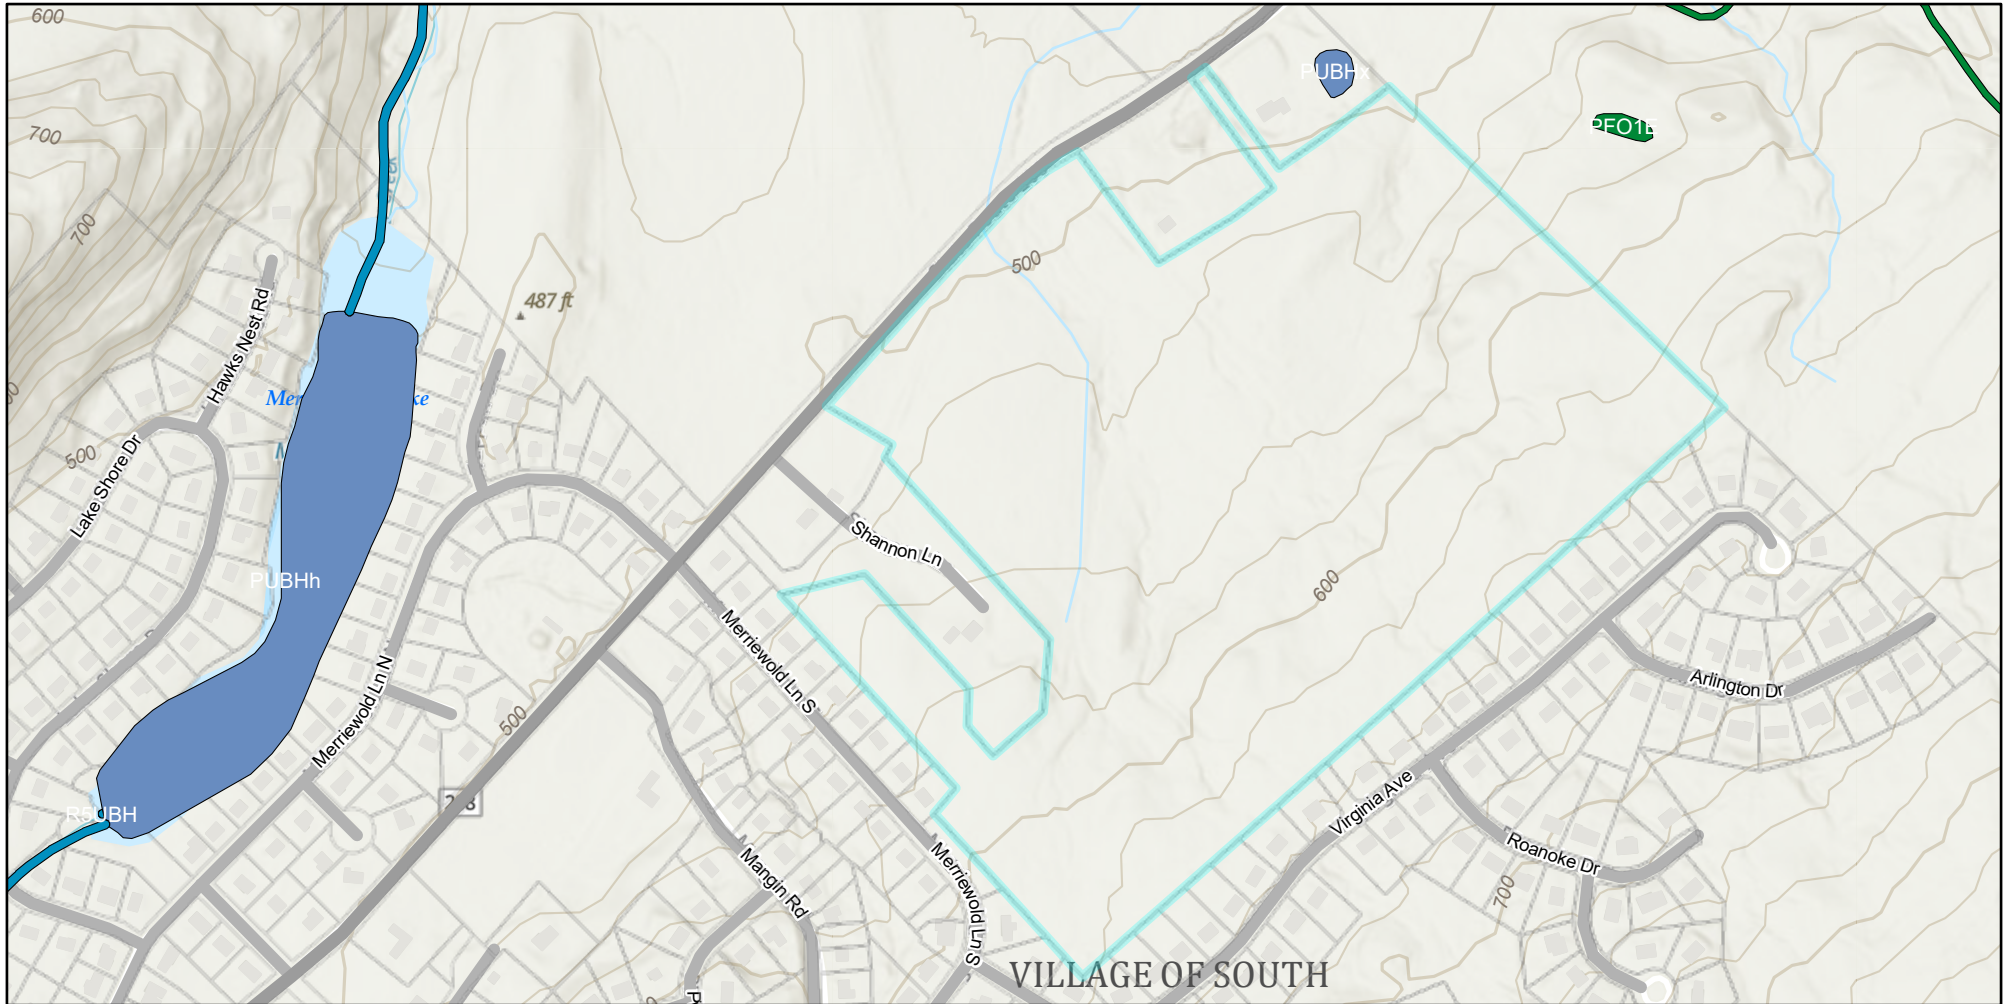 600
PUBHx
PFO1E
700
700
500
487 ft
Hawks Nest Rd
Lake Shore Dr
500
Shannon Ln
PUBHh
600
Merriewold Ln S
Merriewold Ln N
Arlington Dr
500
R5UBH
Virginia Ave
Mangin Rd
Merriewold Ln S
Roanoke Dr
700
VILLAGE OF SOUTH